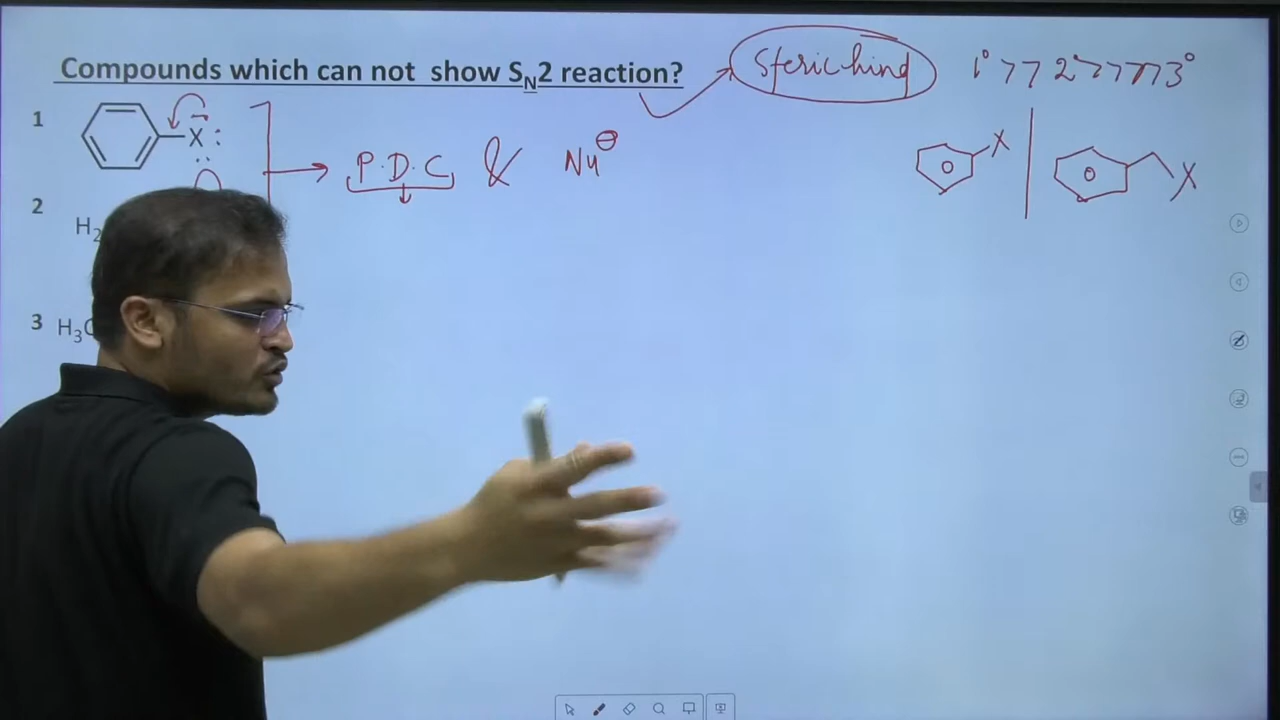 Compounds which can not show SN2 reaction?
Steric hind
1° >> 2° >>>> 3°
1
X
P.D.C & Nu⊖
X
X
2
H2
3
H3C